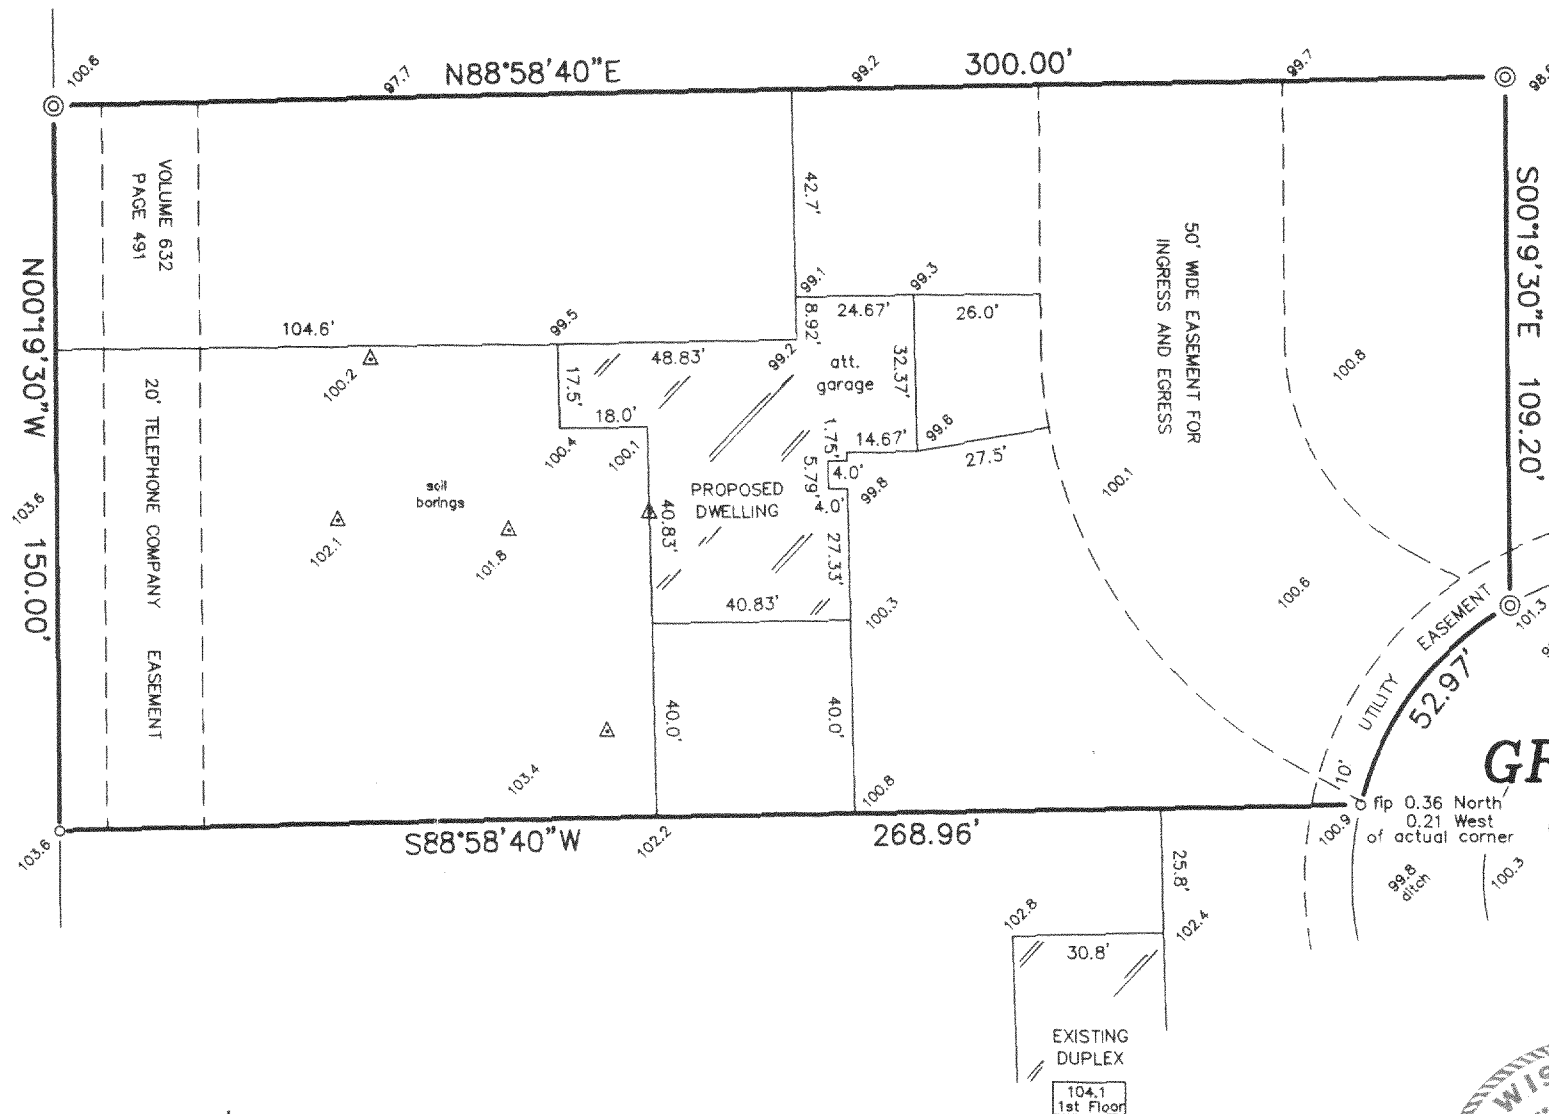 100.6
97.7
N88°58'40"E
99.2
300.00'
99.7
VOLUME 632
PAGE 491
42.7'
50' WIDE EASEMENT FOR
INGRESS AND EGRESS
S00°19'30"E 109.20'
N00°19'30"W 150.00'
99.1
99.3
24.67'
26.0'
8.92'
104.6'
99.5
48.83'
99.2
att.
garage
32.37'
100.8
100.2
17.5'
18.0'
20' TELEPHONE COMPANY EASEMENT
100.4
100.1
1.75'
14.67'
99.6
27.5'
5.79'
4.0'
soil
borings
PROPOSED
DWELLING
4.0'
99.8
100.1
103.6
102.1
101.8
40.83'
27.33'
40.83'
100.3
100.6
101.3
10' UTILITY EASEMENT
52.97'
40.0'
40.0'
103.4
100.8
103.6
S88°58'40"W
102.2
268.96'
100.9
fip 0.36 North
0.21 West
of actual corner
25.8'
99.8
ditch
100.3
102.8
102.4
30.8'
EXISTING
DUPLEX
104.1
1st Floor
WIS